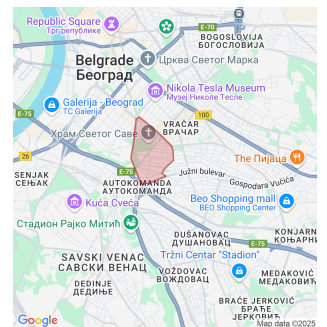 Republic Square
Трг републике
E-70
BOGOSLOVIJA
БОГОСЛОВИЈА
Belgrade
Београд
Црква Светог Марка
Nikola Tesla Museum
Музеј Николе Тесле
E-75
Galerija - Beograd
TC Galerija
100
VRAČAR
ВРАЧАР
Храм Светог Саве
26
The Пијаца
E-75
SENJAK
СЕЊАК
Južni bulevar
Gospodara Vučića
AUTOKOMANDA
АУТОКОМАНДА
Kuća Cveća
Beo Shopping mall
BEO Shopping Center
Стадион Рајко Митић
DUŠANOVAC
ДУШАНОВАЦ
KONJARN
КОЊАРНИ
E-75
SAVSKI VENAC
САВСКИ ВЕНАЦ
Tržni Centar "Stadion"
VOŽDOVAC
ВОЖДОВАЦ
MEDAKOVIĆ
МЕДАКОВИЋ
DEDINJE
ДЕДИЊЕ
BRAĆE JERKOVIĆ
БРАЋЕ
ЈЕРКОВИЋ
Google
Map data ©2025